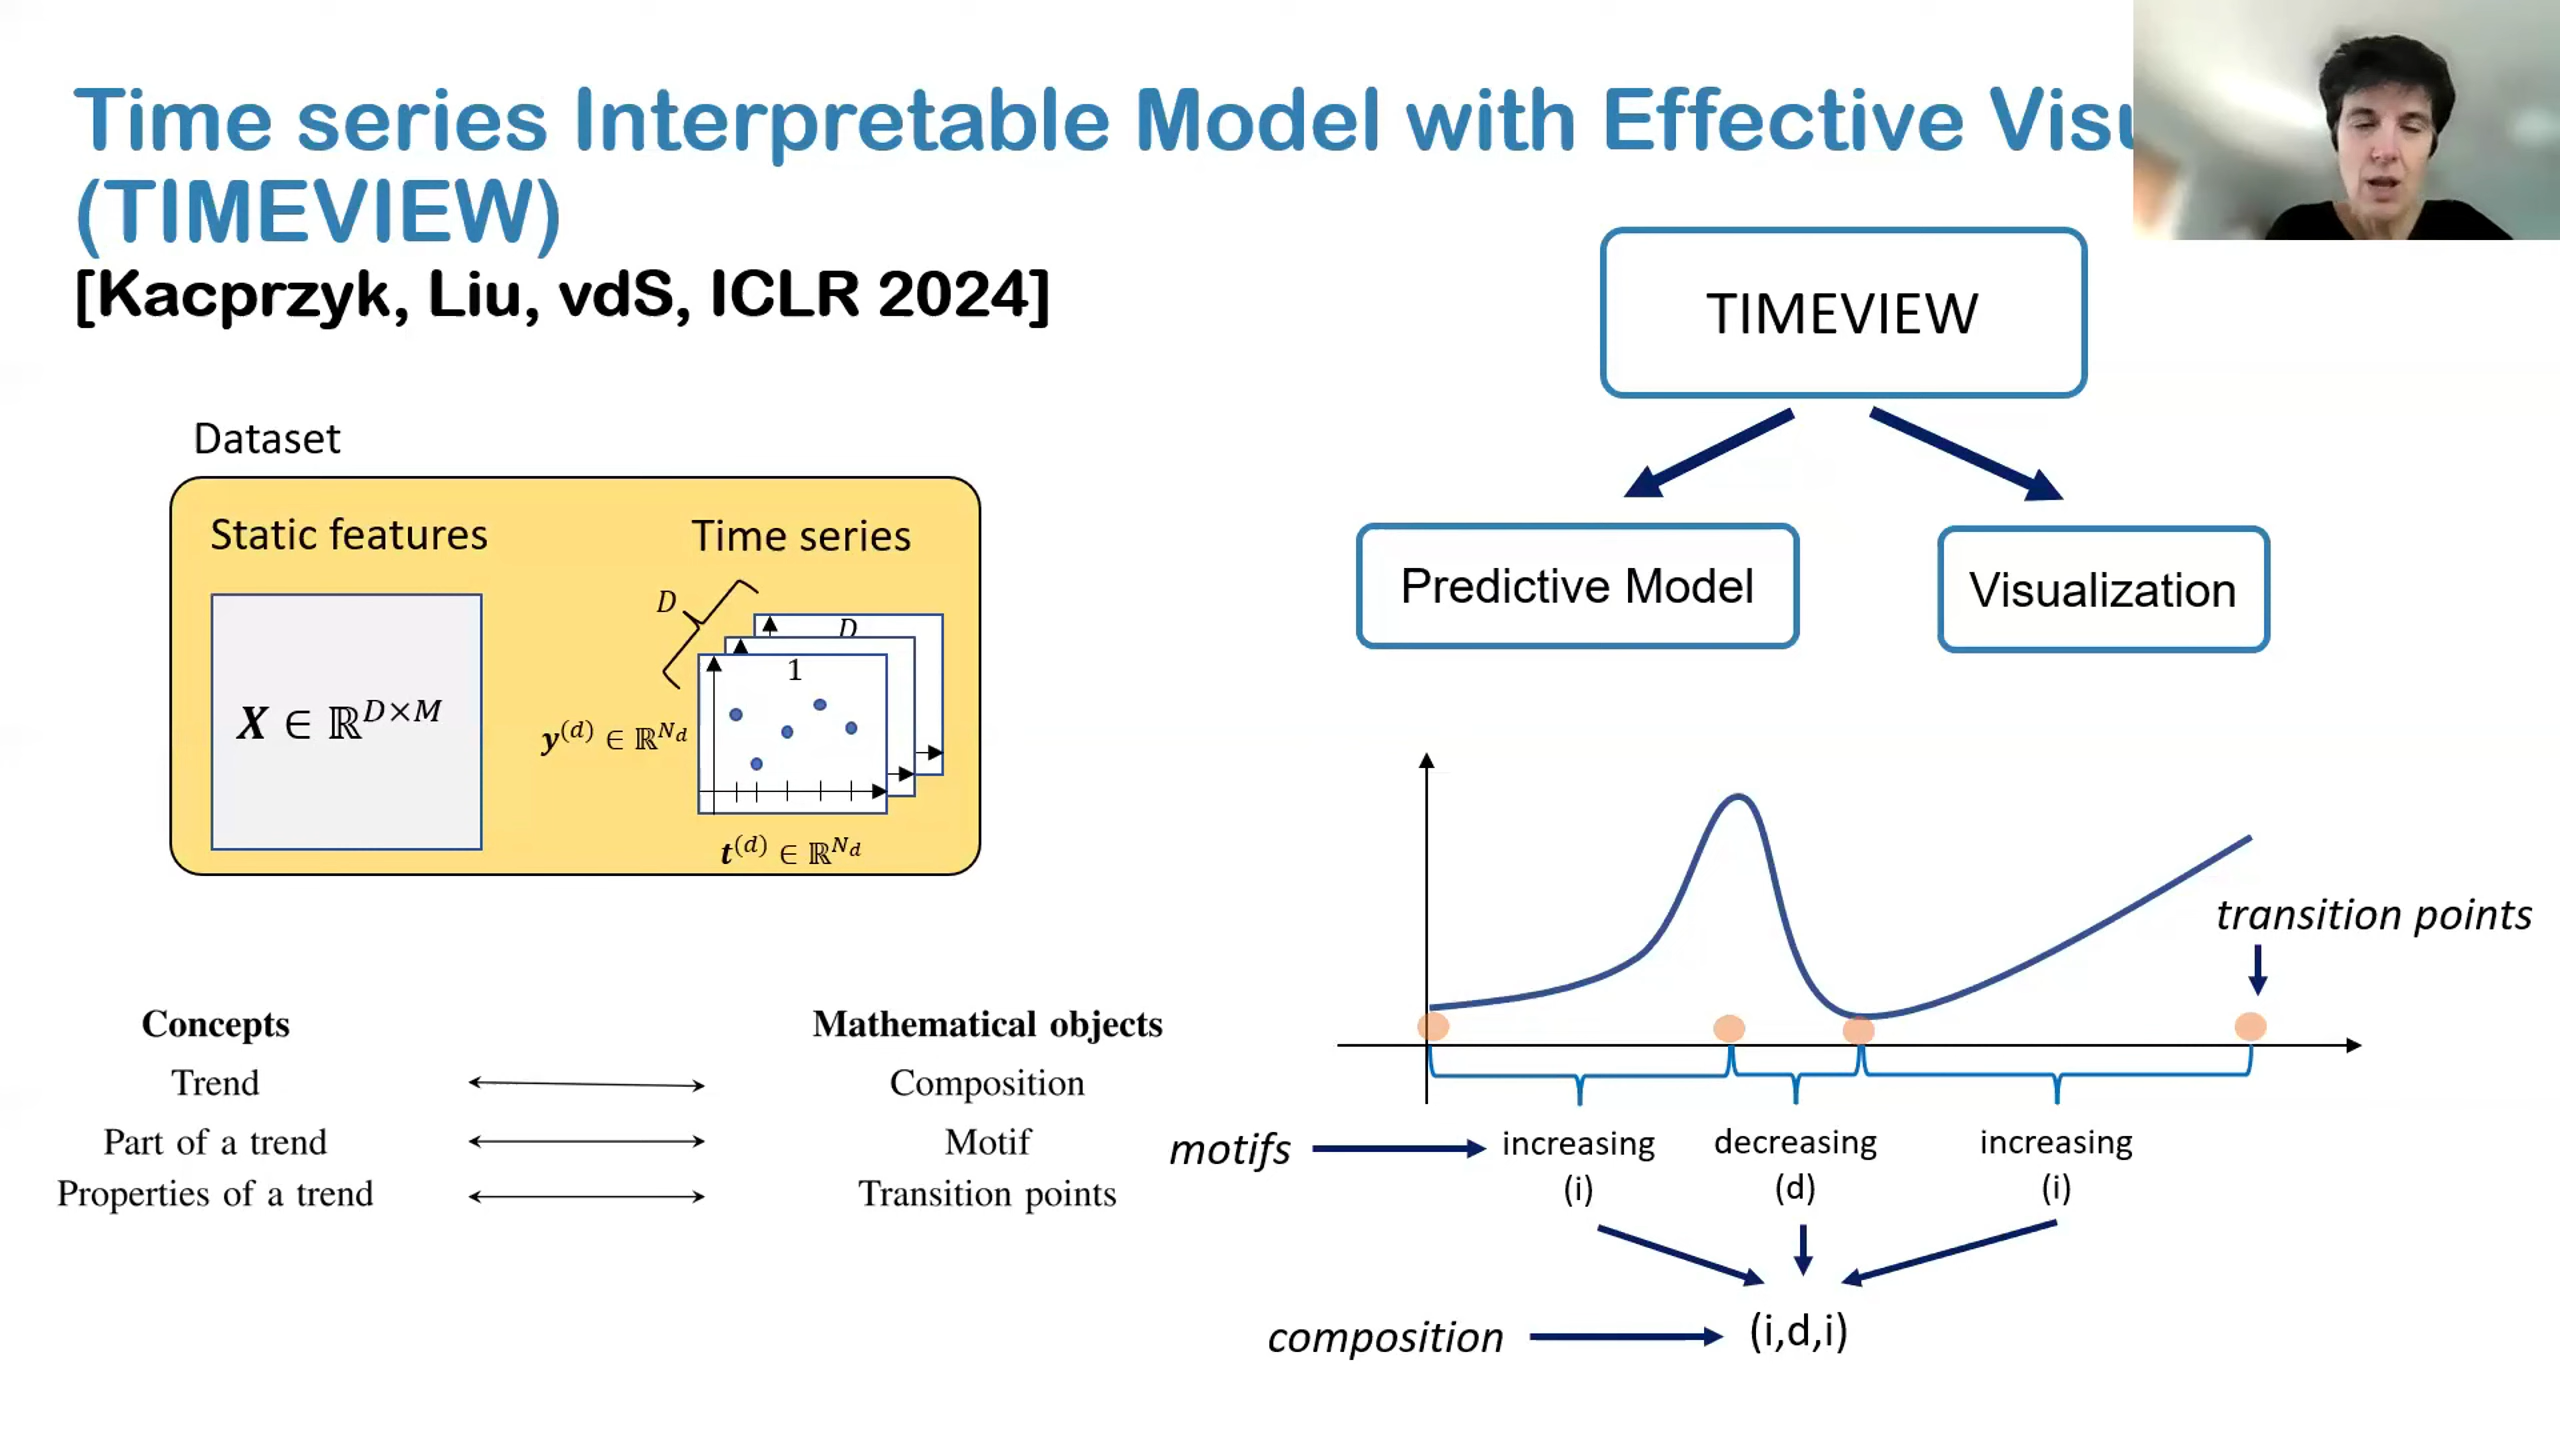 Time series Interpretable Model with Effective
(TIMEVIEW)
[Kacprzyk, Liu, vdS, ICLR 2024]
TIMEVIEW
Predictive Model
Visualization
Dataset
Static features
Time series
X ∈ ℝ^{D×M}
D
D
1
y^{(d)} ∈ ℝ^{N_d}
t^{(d)} ∈ ℝ^{N_d}
Concepts
Mathematical objects
Trend
Composition
Part of a trend
Motif
Properties of a trend
Transition points
transition points
motifs
increasing
(i)
decreasing
(d)
increasing
(i)
composition
(i,d,i)